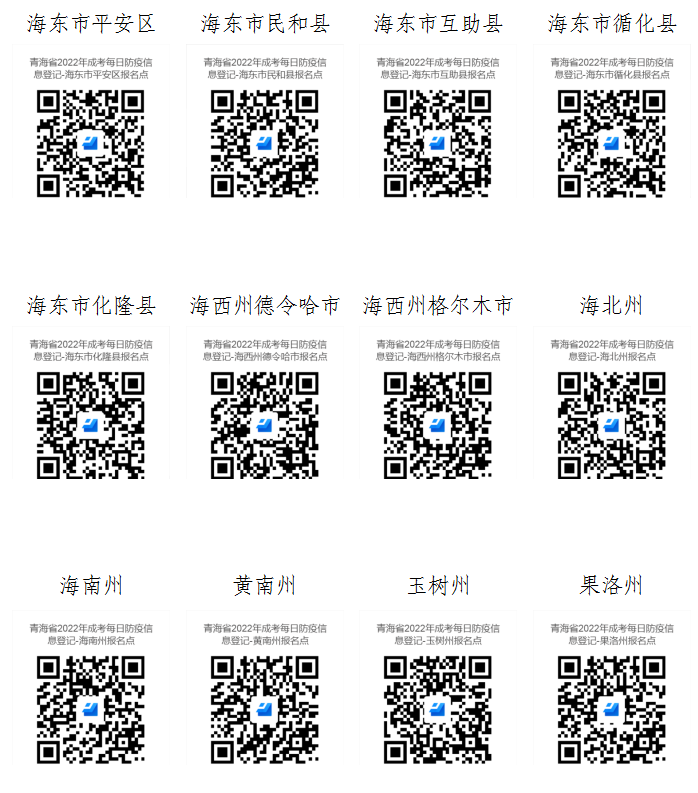 海东市平安区
海东市民和县
海东市互助县
海东市循化县
青海省2022年成考每日防疫信
息登记-海东市平安区报名点
青海省2022年成考每日防疫信
息登记-海东市民和县报名点
青海省2022年成考每日防疫信
息登记-海东市互助县报名点
青海省2022年成考每日防疫信
息登记-海东市循化县报名点
海东市化隆县
海西州德令哈市
海西州格尔木市
海北州
青海省2022年成考每日防疫信
息登记-海东市化隆县报名点
青海省2022年成考每日防疫信
息登记-海西州德令哈市报名点
青海省2022年成考每日防疫信
息登记-海西州格尔木市报名点
青海省2022年成考每日防疫信
息登记-海北州报名点
海南州
黄南州
玉树州
果洛州
青海省2022年成考每日防疫信
息登记-海南州报名点
青海省2022年成考每日防疫信
息登记-黄南州报名点
青海省2022年成考每日防疫信
息登记-玉树州报名点
青海省2022年成考每日防疫信
息登记-果洛州报名点